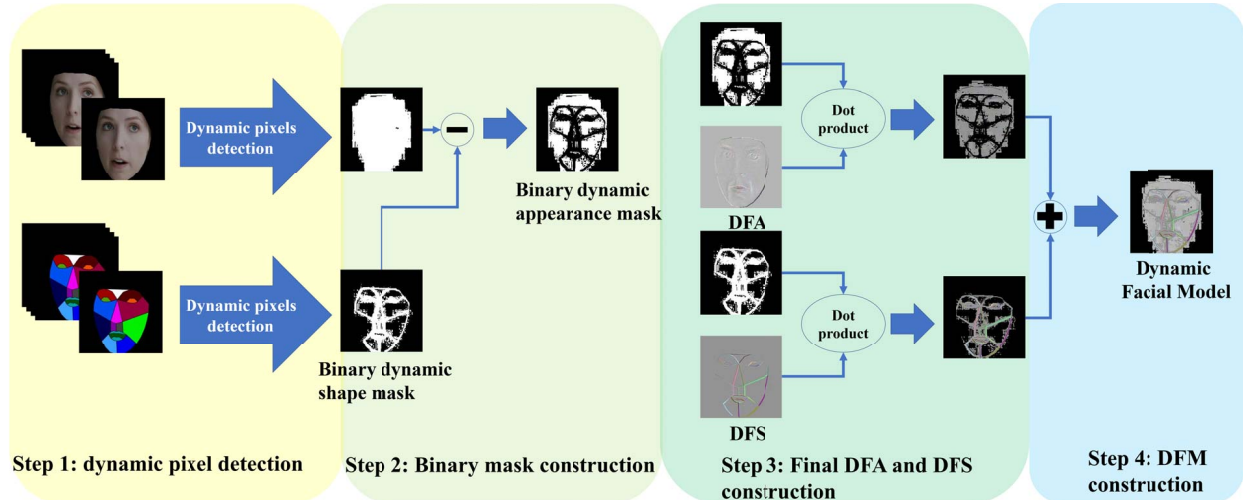 Dynamic pixels
detection
Dynamic pixels
detection
Binary dynamic
shape mask
Step 1: dynamic pixel detection
Binary dynamic
appearance mask
Step 2: Binary mask construction
Dot
product
DFA
Dot
product
DFS
Step 3: Final DFA and DFS
construction
Dynamic
Facial Model
Step 4: DFM
construction